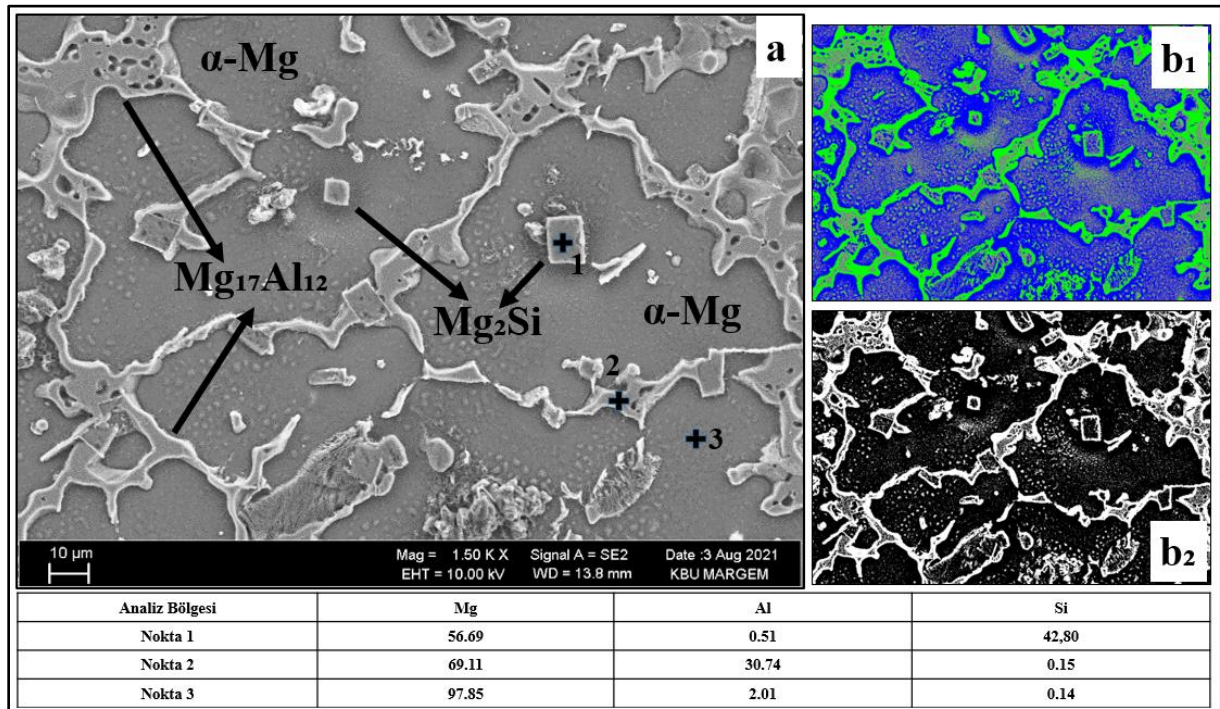 a
α-Mg
Mg₁₇Al₁₂
Mg₂Si
α-Mg
1
2
3
10 µm
Mag = 1.50 K X Signal A = SE2 Date :3 Aug 2021
EHT = 10.00 kV WD = 13.8 mm KBU MARGEM
b₁
b₂
Analiz Bölgesi Mg Al Si
Nokta 1 56.69 0.51 42,80
Nokta 2 69.11 30.74 0.15
Nokta 3 97.85 2.01 0.14